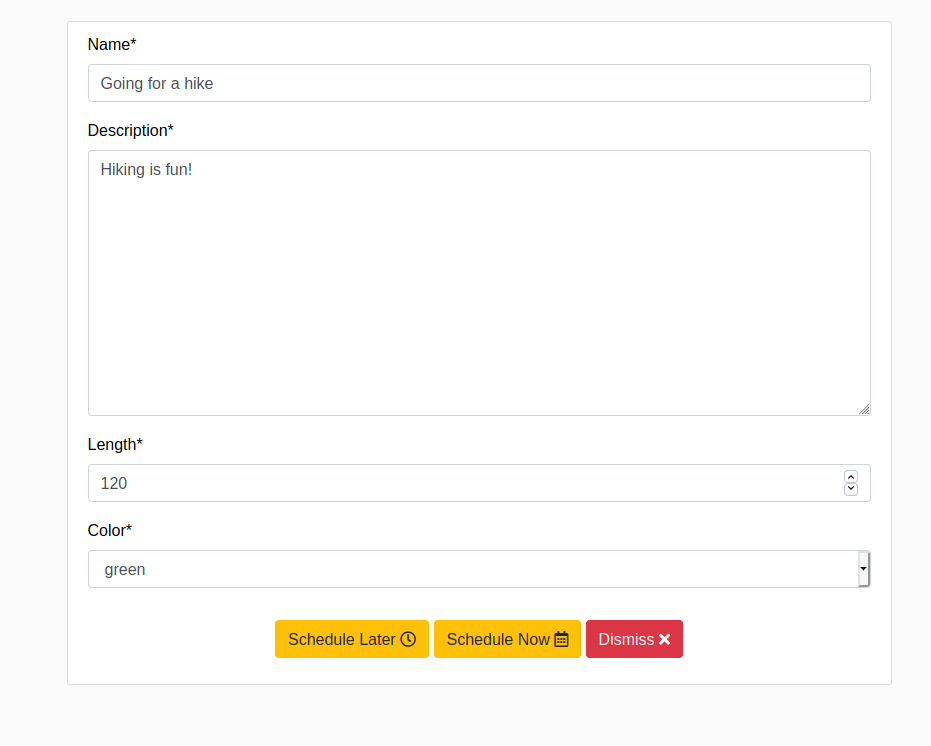 Name*
Going for a hike
Description*
Hiking is fun!
Length*
120
Color*
green
Schedule Later Schedule Now Dismiss